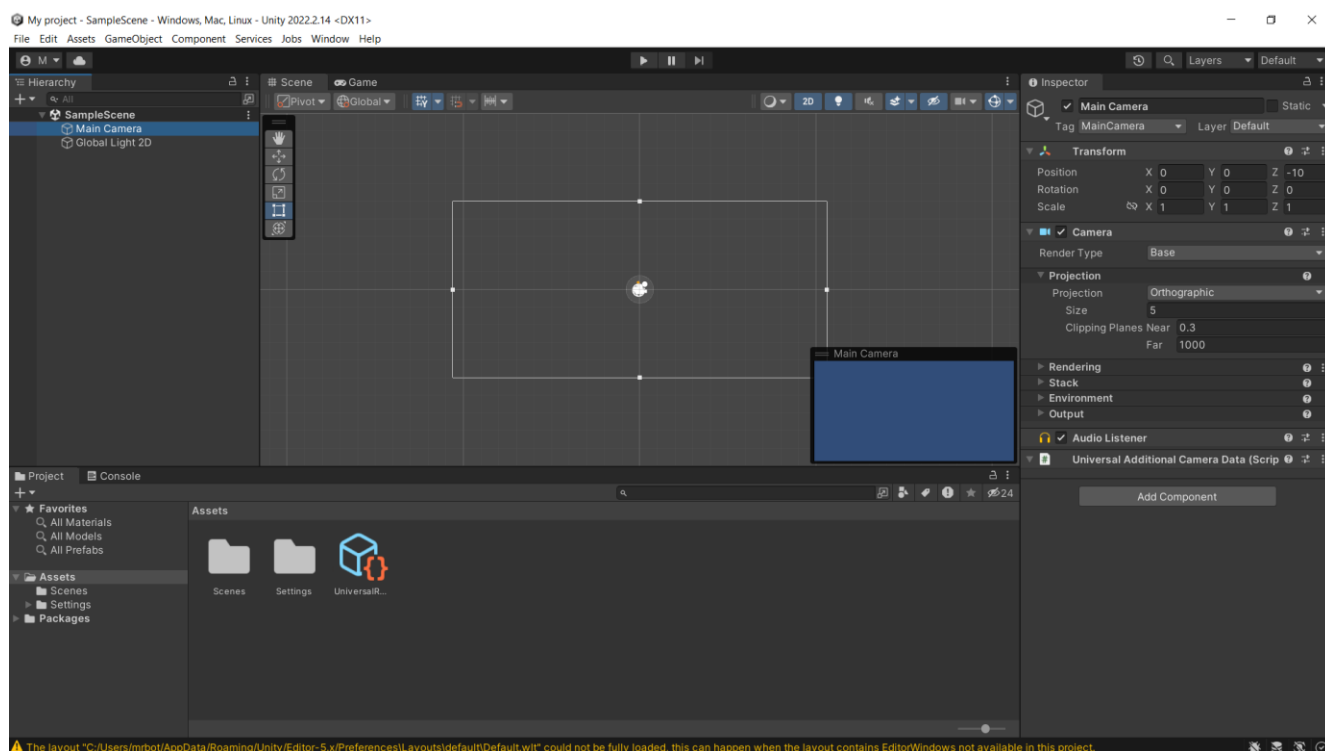 My project - SampleScene - Windows, Mac, Linux - Unity 2022.2.14 <DX11>
File Edit Assets GameObject Component Services Jobs Window Help
M
Layers Default
Hierarchy
All
SampleScene
Main Camera
Global Light 2D
Scene Game
Pivot Global 2D
Main Camera
Inspector
Main Camera Static
Tag MainCamera Layer Default
Transform
Position X 0 Y 0 Z -10
Rotation X 0 Y 0 Z 0
Scale X 1 Y 1 Z 1
Camera
Render Type Base
Projection
Projection Orthographic
Size 5
Clipping Planes Near 0.3
Far 1000
Rendering
Stack
Environment
Output
Audio Listener
# Universal Additional Camera Data (Scrip
Add Component
Project Console
24
Favorites
All Materials
All Models
All Prefabs
Assets
Scenes
Settings
Packages
Assets
Scenes Settings UniversalR...
The layout "C:/Users/mrbot/AppData/Roaming/Unity/Editor-5.x/Preferences\Layouts\default\Default.wlt" could not be fully loaded, this can happen when the layout contains EditorWindows not available in this project.